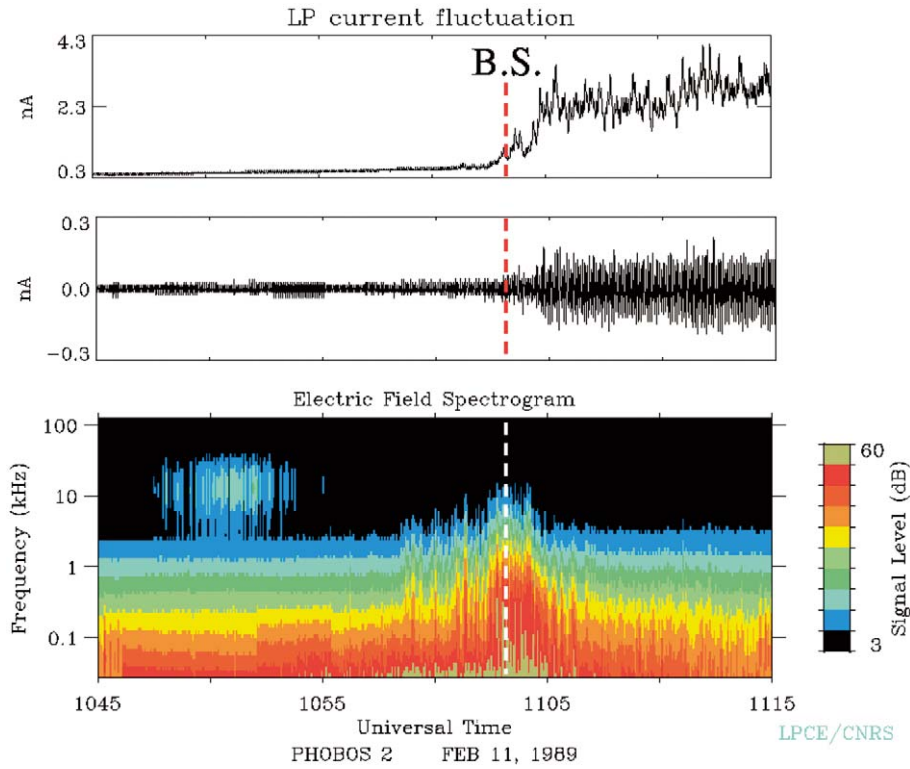 LP current fluctuation
4.3
B.S.
nA
2.3
0.3
0.3
nA
0.0
-0.3
Electric Field Spectrogram
100
Frequency (kHz)
10
1
0.1
60
Signal Level (dB)
3
1045 1055 1105 1115
Universal Time
PHOBOS 2 FEB 11, 1989
LPCE/CNRS